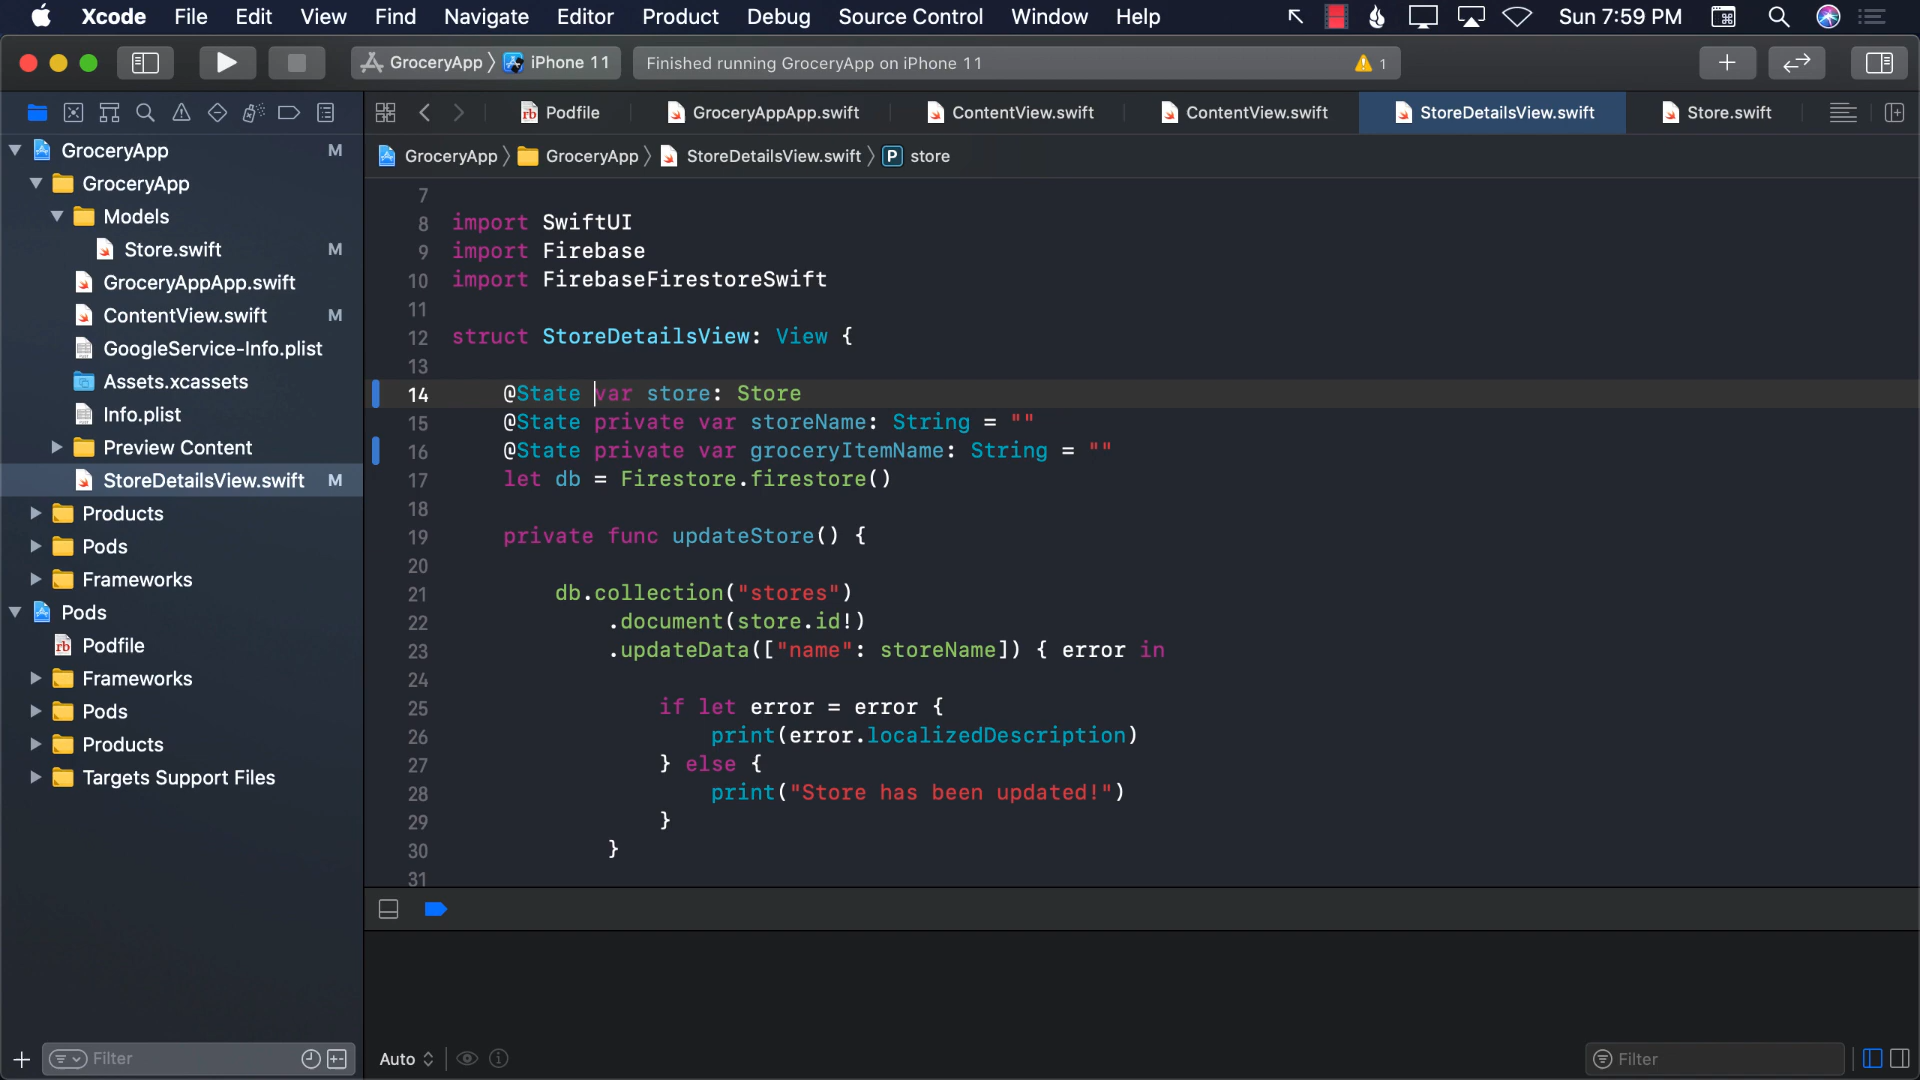 Xcode File Edit View Find Navigate Editor Product Debug Source Control Window Help Sun 7:59 PM
GroceryApp iPhone 11 Finished running GroceryApp on iPhone 11 1
Podfile GroceryAppApp.swift ContentView.swift ContentView.swift StoreDetailsView.swift Store.swift
GroceryApp GroceryApp StoreDetailsView.swift P store
GroceryApp M
GroceryApp
Models
Store.swift M
GroceryAppApp.swift
ContentView.swift M
GoogleService-Info.plist
Assets.xcassets
Info.plist
Preview Content
StoreDetailsView.swift M
Products
Pods
Frameworks
Pods
rb Podfile
Frameworks
Pods
Products
Targets Support Files
7
8 import SwiftUI
9 import Firebase
10 import FirebaseFirestoreSwift
11
12 struct StoreDetailsView: View {
13
14 @State var store: Store
15 @State private var storeName: String = ""
16 @State private var groceryItemName: String = ""
17 let db = Firestore.firestore()
18
19 private func updateStore() {
20
21 db.collection("stores")
22 .document(store.id!)
23 .updateData(["name": storeName]) { error in
24
25 if let error = error {
26 print(error.localizedDescription)
27 } else {
28 print("Store has been updated!")
29 }
30 }
31
Filter Auto Filter